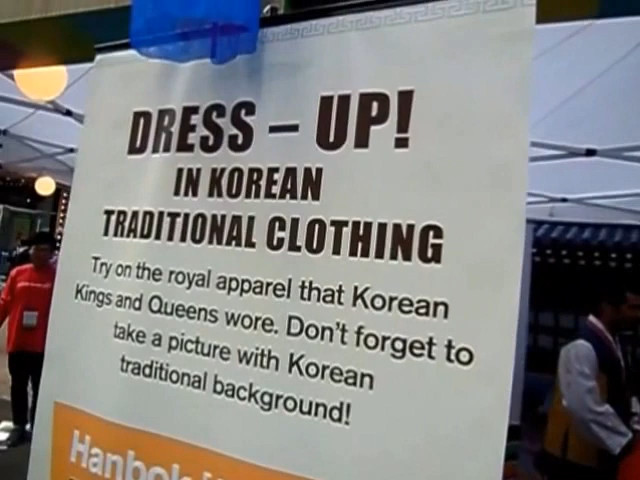 DRESS – UP!
IN KOREAN
TRADITIONAL CLOTHING
Try on the royal apparel that Korean
Kings and Queens wore. Don't forget to
take a picture with Korean
traditional background!
Hanbok